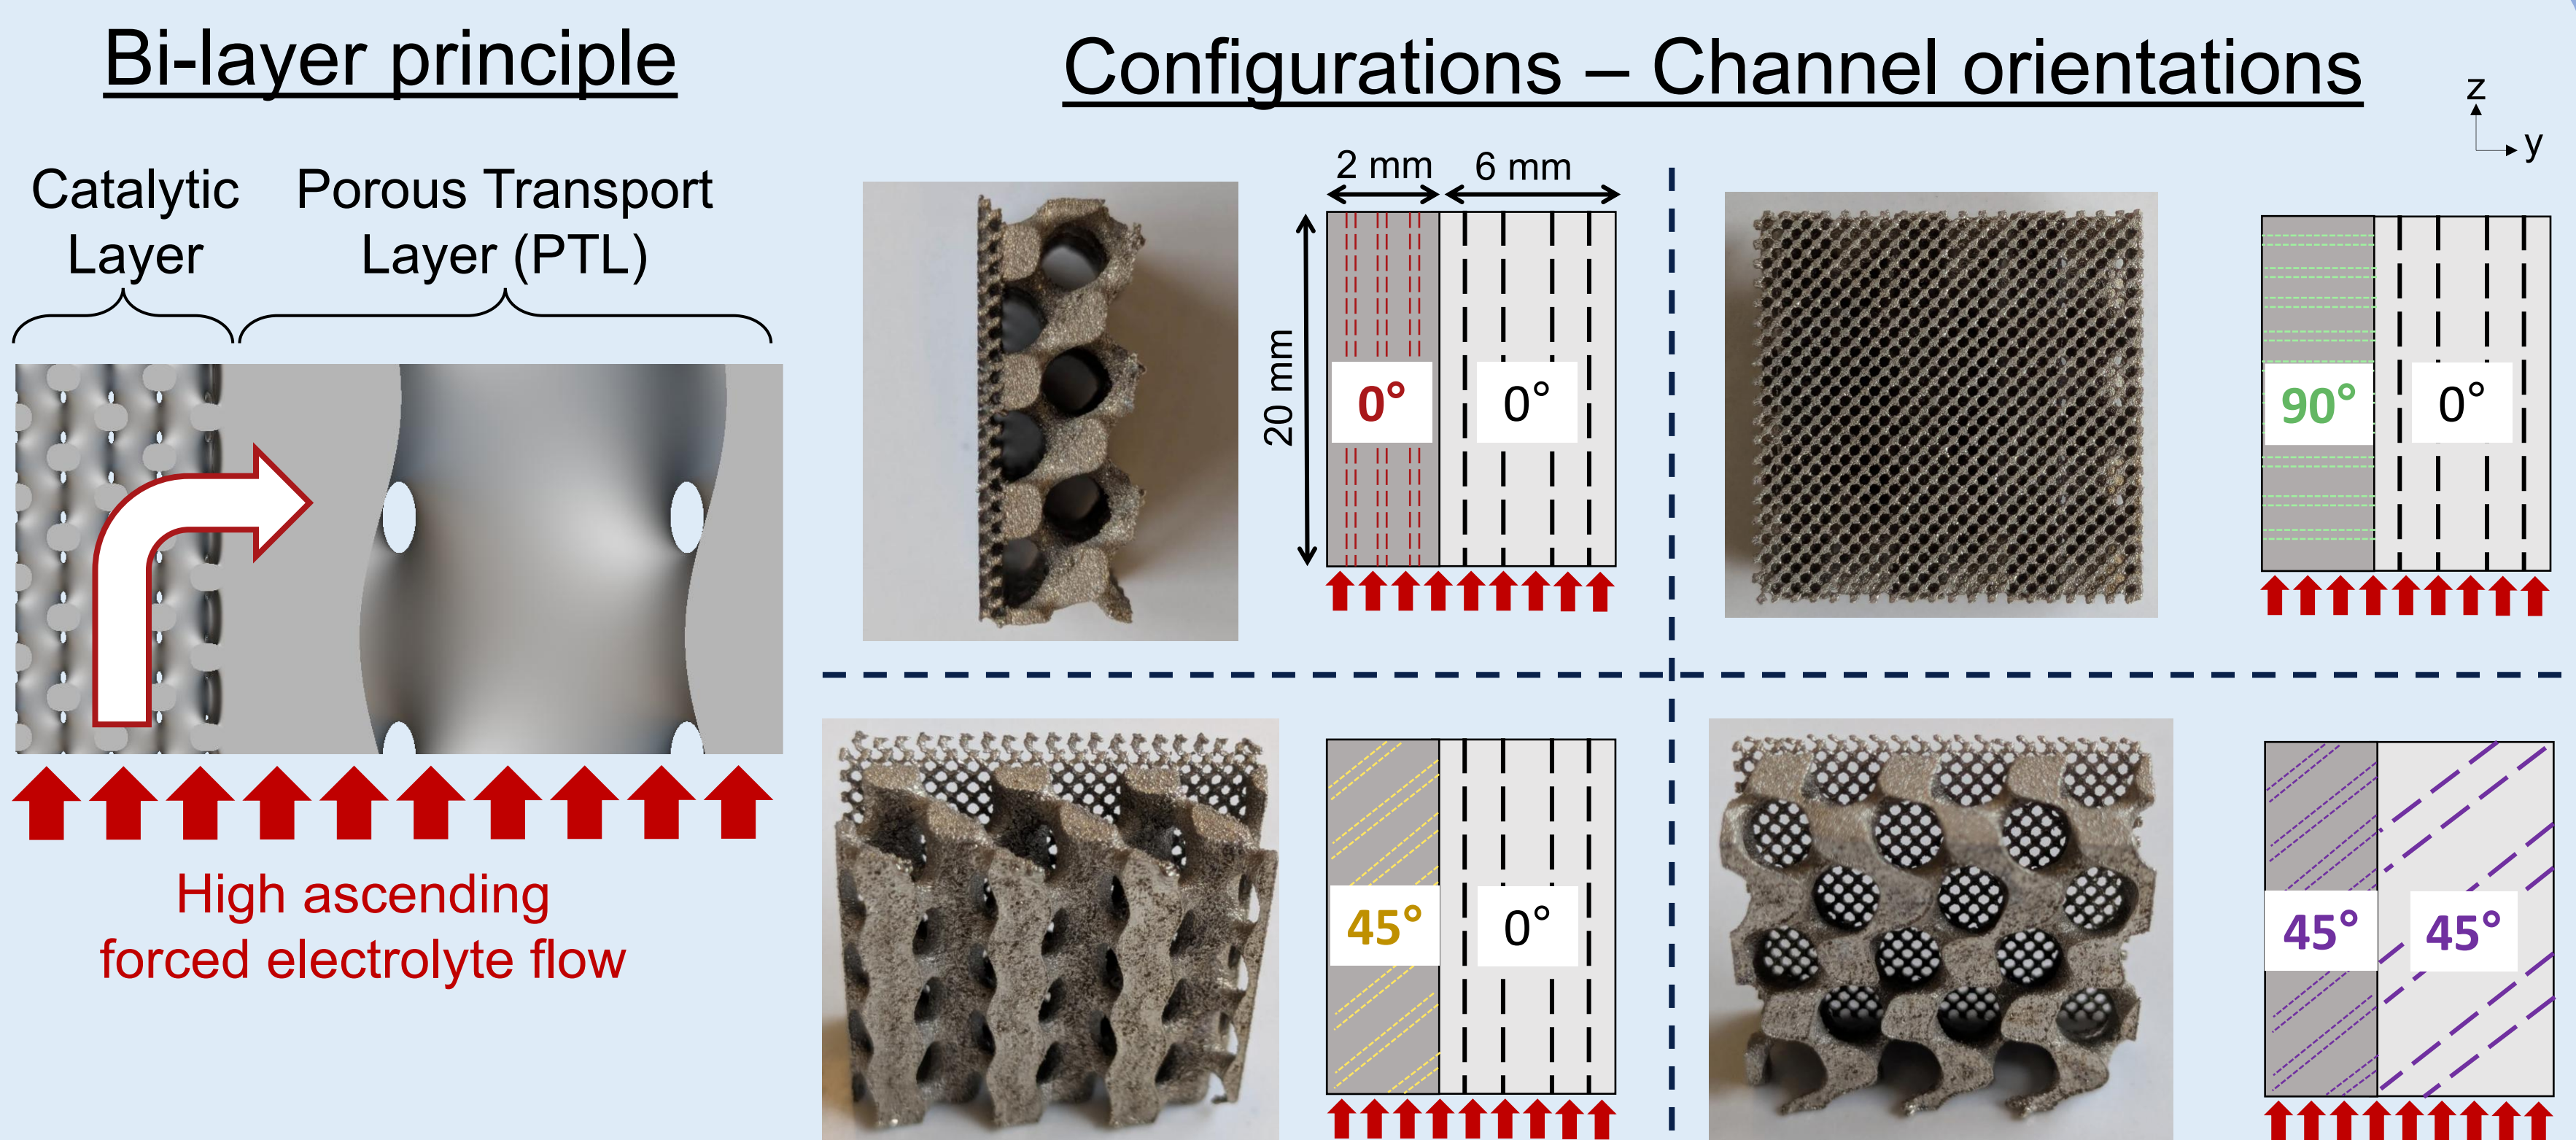 Bi-layer principle
Catalytic
Layer
Porous Transport
Layer (PTL)
High ascending
forced electrolyte flow
Configurations – Channel orientations
z
y
2 mm
6 mm
20 mm
0°
0°
90°
0°
45°
0°
45°
45°